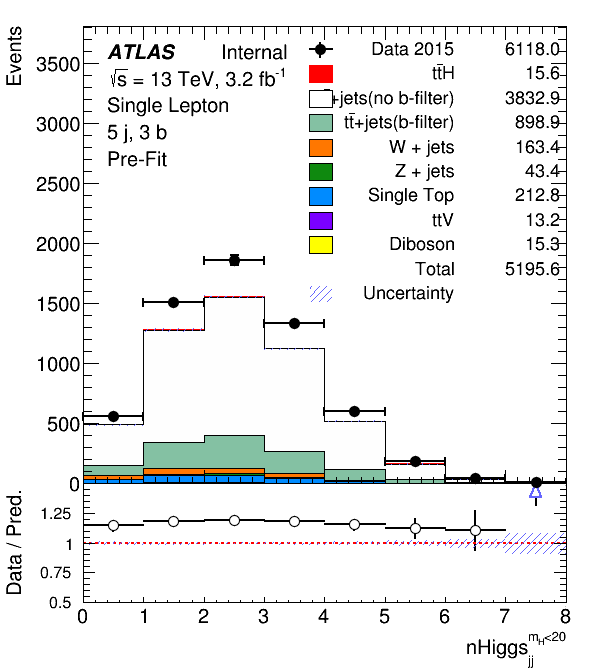 Events
3500
3000
2500
2000
1500
1000
500
0
ATLAS Internal
√s = 13 TeV, 3.2 fb-1
Single Lepton
5 j, 3 b
Pre-Fit
Data 2015 6118.0
tt̄H 15.6
+jets(no b-filter) 3832.9
tt̄+jets(b-filter) 898.9
W + jets 163.4
Z + jets 43.4
Single Top 212.8
ttV 13.2
Diboson 15.3
Total 5195.6
Uncertainty
Data / Pred.
1.25
1
0.75
0.5
0 1 2 3 4 5 6 7 8
nHiggs mH<20 jj